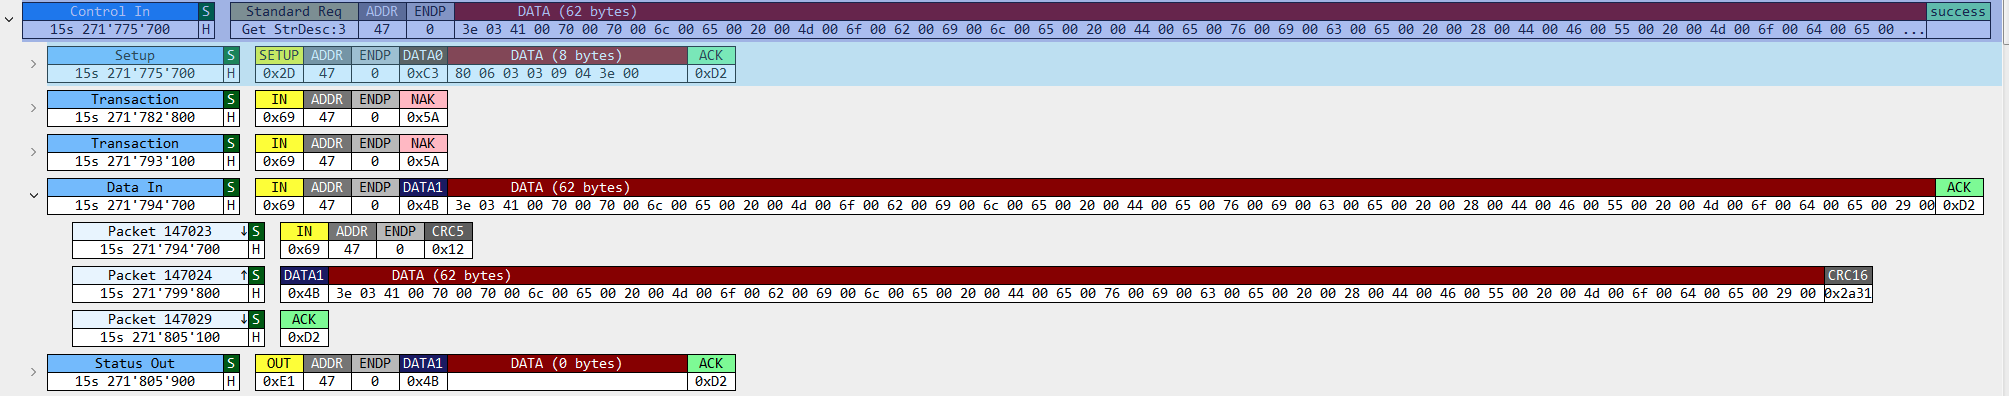 Control In S Standard Req ADDR ENDP DATA (62 bytes) success
15s 271'775'700 H Get StrDesc:3 47 0 3e 03 41 00 70 00 70 00 6c 00 65 00 20 00 4d 00 6f 00 62 00 69 00 6c 00 65 00 20 00 44 00 65 00 76 00 69 00 63 00 65 00 20 00 28 00 44 00 46 00 55 00 20 00 4d 00 6f 00 64 00 65 00 ...
Setup S SETUP ADDR ENDP DATA0 DATA (8 bytes) ACK
15s 271'775'700 H 0x2D 47 0 0xC3 80 06 03 03 09 04 3e 00 0xD2
Transaction S IN ADDR ENDP NAK
15s 271'782'800 H 0x69 47 0 0x5A
Transaction S IN ADDR ENDP NAK
15s 271'793'100 H 0x69 47 0 0x5A
Data In S IN ADDR ENDP DATA1 DATA (62 bytes) ACK
15s 271'794'700 H 0x69 47 0 0x4B 3e 03 41 00 70 00 70 00 6c 00 65 00 20 00 4d 00 6f 00 62 00 69 00 6c 00 65 00 20 00 44 00 65 00 76 00 69 00 63 00 65 00 20 00 28 00 44 00 46 00 55 00 20 00 4d 00 6f 00 64 00 65 00 29 00 0xD2
Packet 147023 ↓ S IN ADDR ENDP CRC5
15s 271'794'700 H 0x69 47 0 0x12
Packet 147024 ↑ S DATA1 DATA (62 bytes) CRC16
15s 271'799'800 H 0x4B 3e 03 41 00 70 00 70 00 6c 00 65 00 20 00 4d 00 6f 00 62 00 69 00 6c 00 65 00 20 00 44 00 65 00 76 00 69 00 63 00 65 00 20 00 28 00 44 00 46 00 55 00 20 00 4d 00 6f 00 64 00 65 00 29 00 0x2a31
Packet 147029 ↓ S ACK
15s 271'805'100 H 0xD2
Status Out S OUT ADDR ENDP DATA1 DATA (0 bytes) ACK
15s 271'805'900 H 0xE1 47 0 0x4B 0xD2